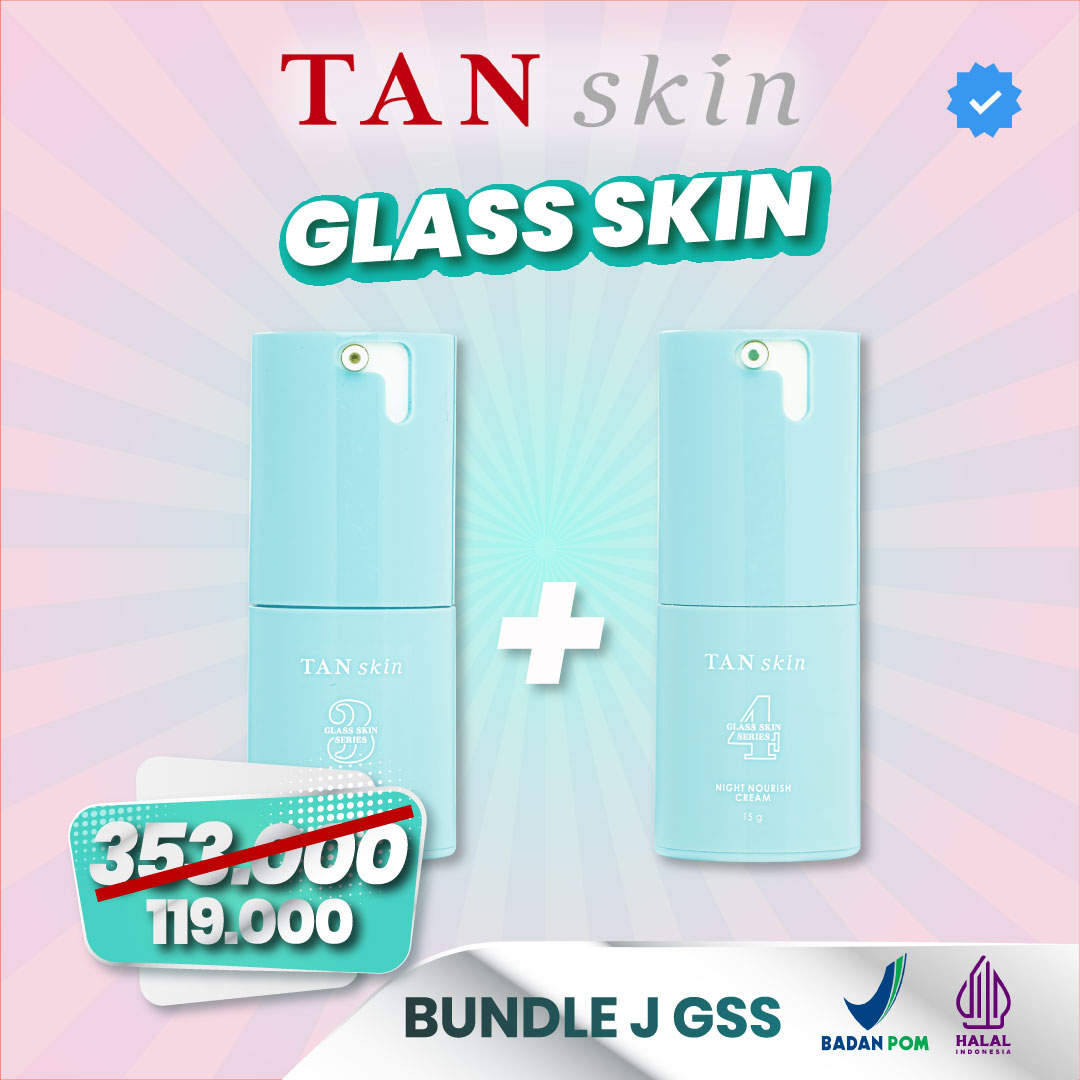 TAN skin
GLASS SKIN
TAN skin
3
GLASS SKIN
SERIES
TAN skin
4
GLASS SKIN
SERIES
NIGHT NOURISH
CREAM
15 g
353.000
119.000
BUNDLE J GSS
BADAN POM
HALAL
INDONESIA